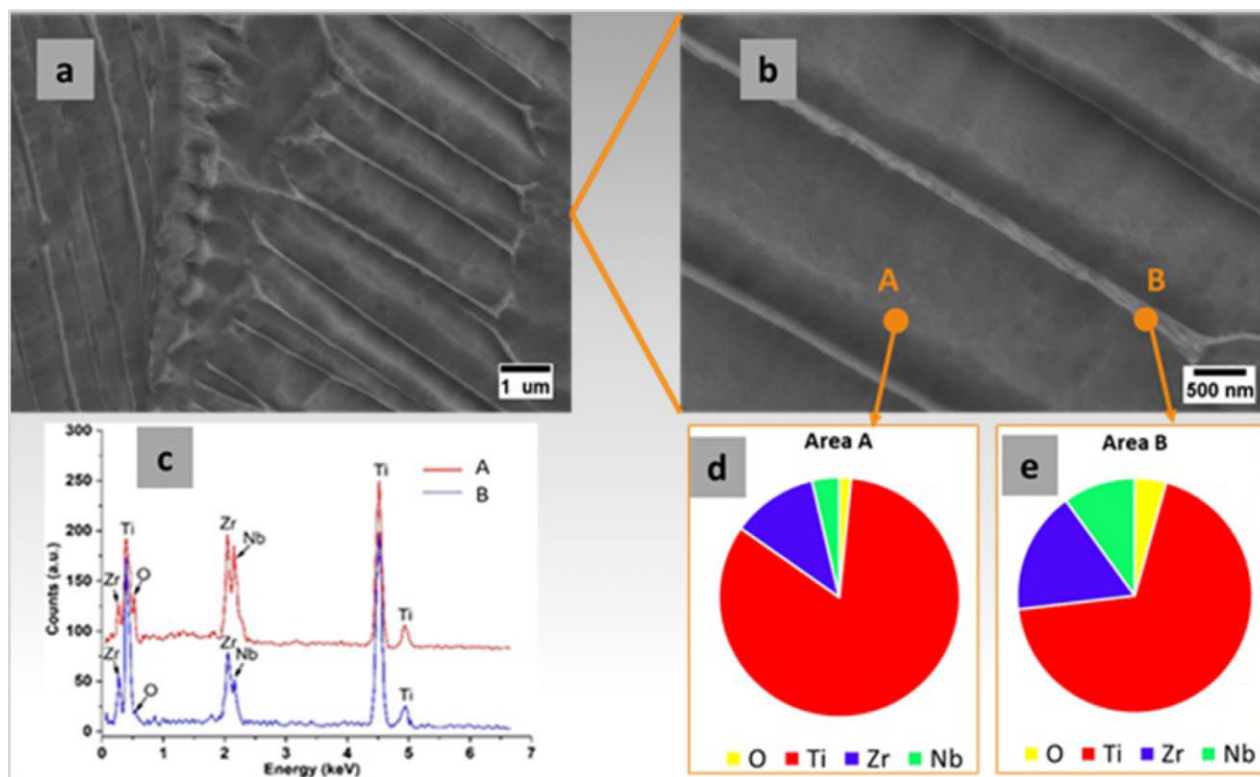 a
1 um
b
A
B
500 nm
c
Counts (a.u.)
300
250
200
150
100
50
0
0 1 2 3 4 5 6 7
Energy (keV)
A
B
Zr
Ti
O
Zr
Nb
Ti
Ti
Zr
O
Zr
Nb
Ti
d
Area A
O Ti Zr Nb
e
Area B
O Ti Zr Nb